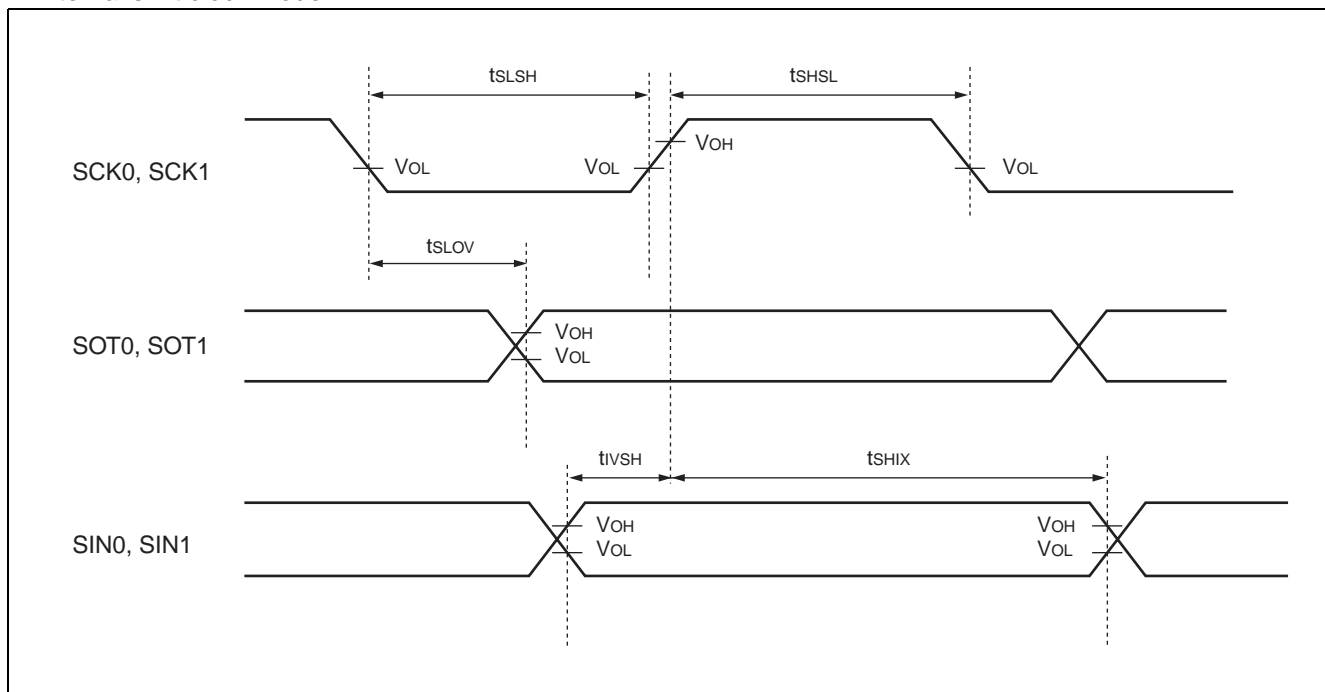 tSLSH
tSHSL
VOH
SCK0, SCK1
VOL
VOL
VOL
tSLOV
VOH
SOT0, SOT1
VOL
tIVSH
tSHIX
VOH
VOH
SIN0, SIN1
VOL
VOL